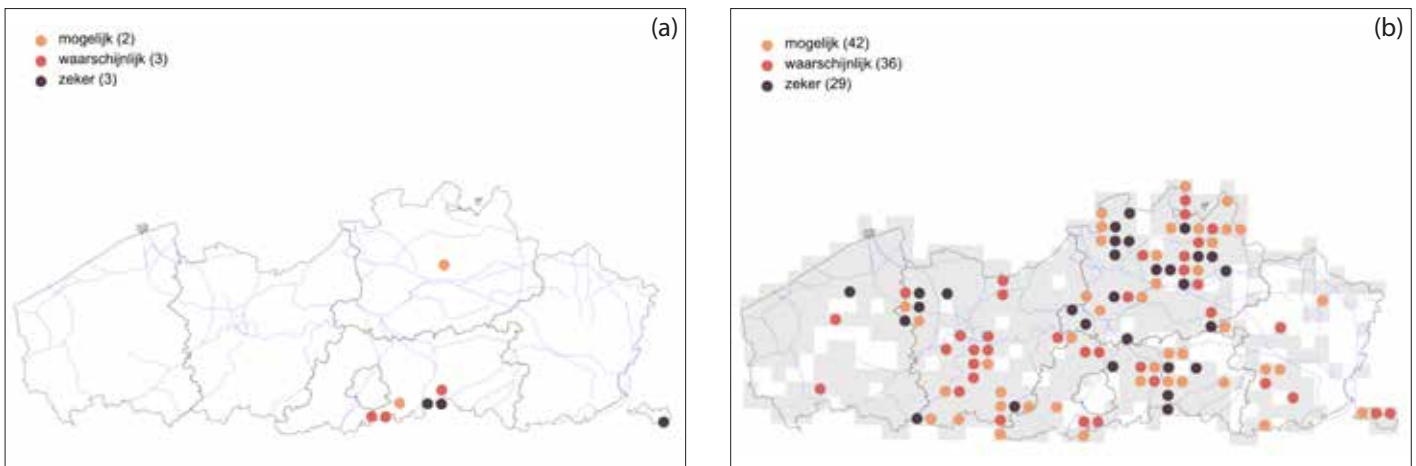 (a)
mogelijk (2)
waarschijnlijk (3)
zeker (3)
(b)
mogelijk (42)
waarschijnlijk (36)
zeker (29)